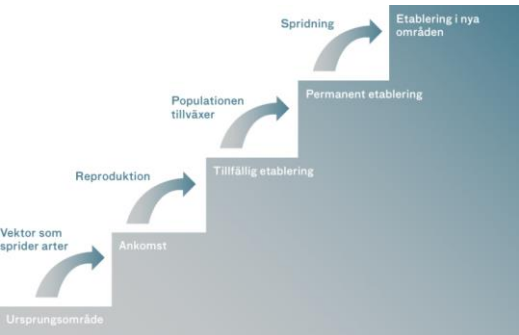 Spridning
Etablering i nya
områden
Populationen
tillväxer
Permanent etablering
Reproduktion
Tillfällig etablering
Vektor som
sprider arter
Ankomst
Ursprungsområde